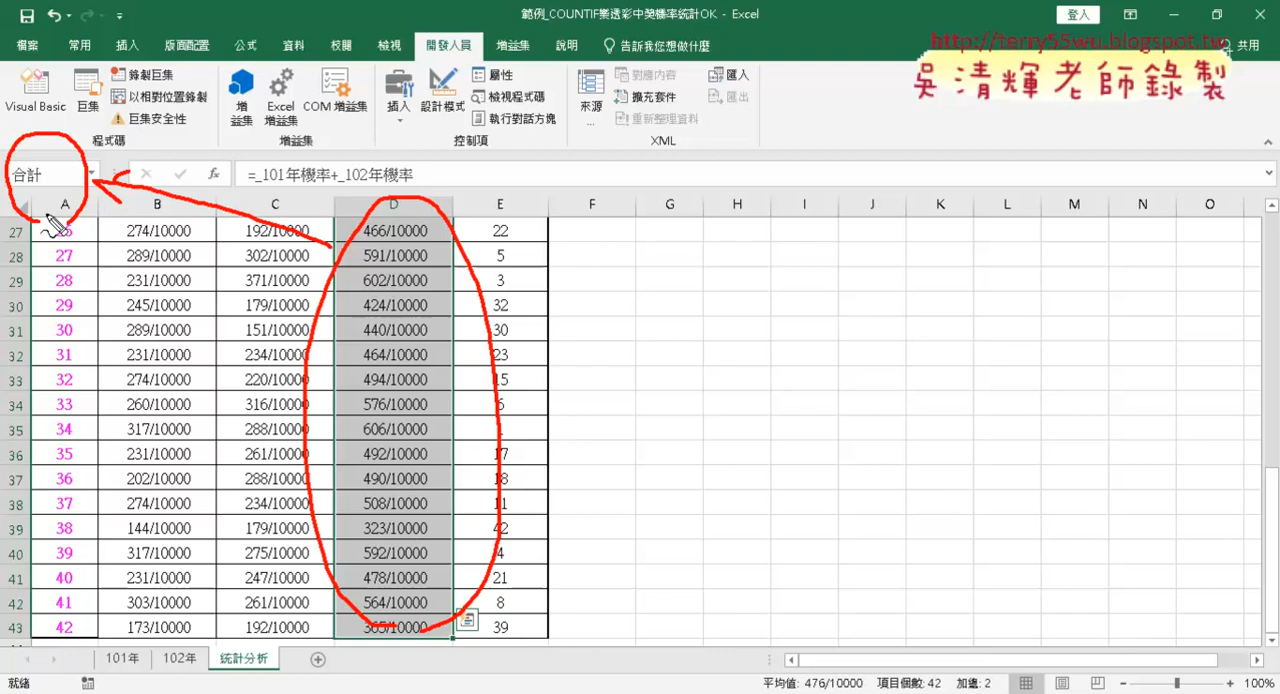 範例_COUNTIF樂透彩中獎機率統計OK - Excel
登入
檔案 常用 插入 版面配置 公式 資料 校閱 檢視 開發人員 增益集 說明 告訴我您想做什麼 共用
http://terry55wu.blogspot.tw
吳清輝老師錄製
Visual Basic 巨集 錄製巨集 以相對位置錄製 巨集安全性 程式碼
增益集 Excel 增益集 COM 增益集 增益集
插入 設計模式 屬性 檢視程式碼 執行對話方塊 控制項
來源... 對應內容 擴充套件 重新整理資料 匯入 匯出 XML
合計 fx =_101年機率+_102年機率
A B C D E F G H I J K L M N O
27 26 274/10000 192/10000 466/10000 22
28 27 289/10000 302/10000 591/10000 5
29 28 231/10000 371/10000 602/10000 3
30 29 245/10000 179/10000 424/10000 32
31 30 289/10000 151/10000 440/10000 30
32 31 231/10000 234/10000 464/10000 23
33 32 274/10000 220/10000 494/10000 15
34 33 260/10000 316/10000 576/10000 6
35 34 317/10000 288/10000 606/10000
36 35 231/10000 261/10000 492/10000 17
37 36 202/10000 288/10000 490/10000 18
38 37 274/10000 234/10000 508/10000 11
39 38 144/10000 179/10000 323/10000 42
40 39 317/10000 275/10000 592/10000 4
41 40 231/10000 247/10000 478/10000 21
42 41 303/10000 261/10000 564/10000 8
43 42 173/10000 192/10000 365/10000 39
101年 102年 統計分析
就緒 平均值: 476/10000 項目個數: 42 加總: 2 100%